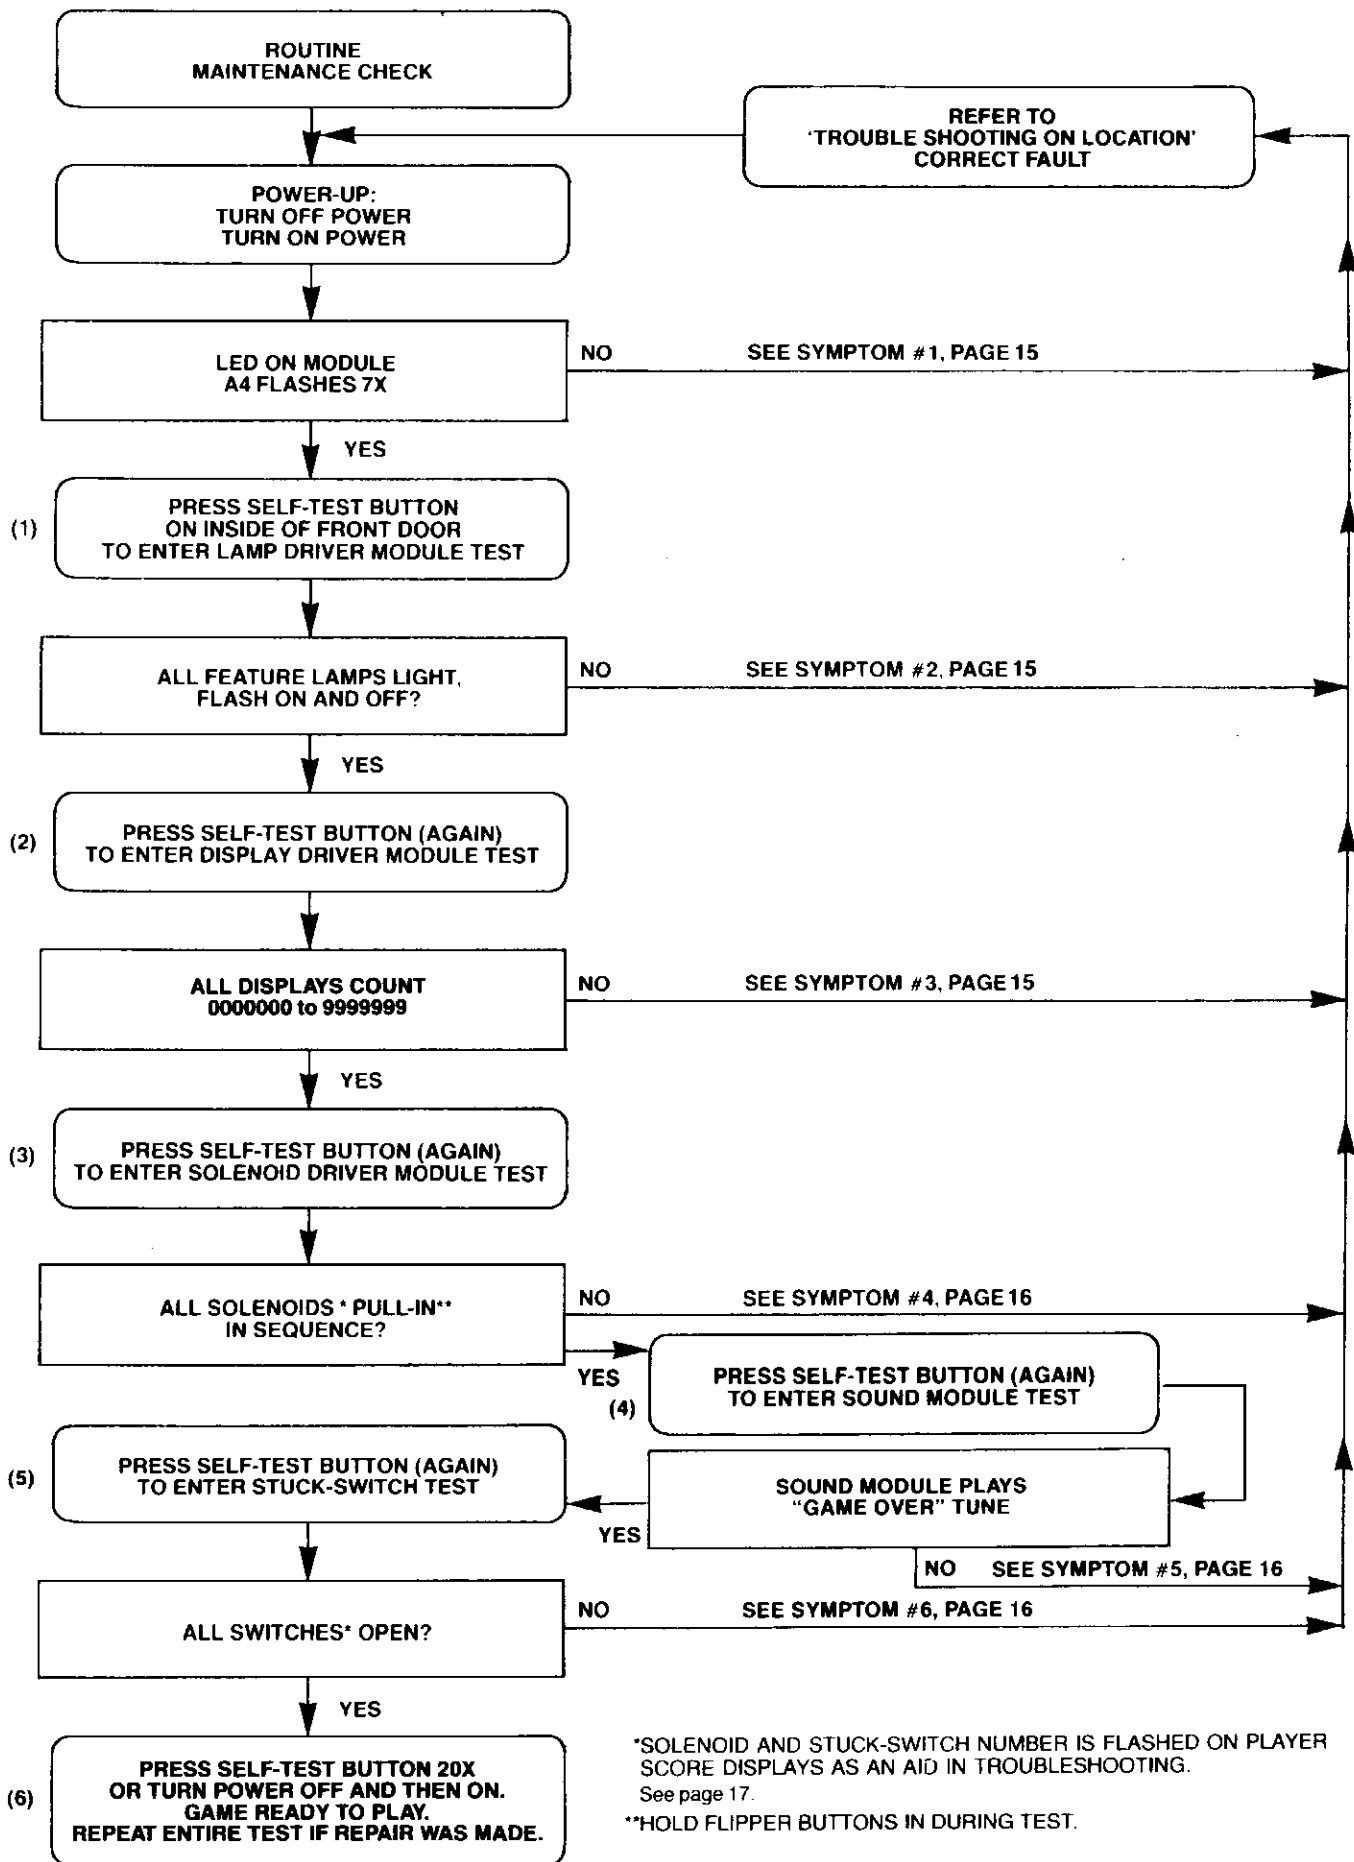 ROUTINE
MAINTENANCE CHECK
REFER TO
'TROUBLE SHOOTING ON LOCATION'
CORRECT FAULT
POWER-UP:
TURN OFF POWER
TURN ON POWER
LED ON MODULE
A4 FLASHES 7X
NO SEE SYMPTOM #1, PAGE 15
YES
(1)
PRESS SELF-TEST BUTTON
ON INSIDE OF FRONT DOOR
TO ENTER LAMP DRIVER MODULE TEST
ALL FEATURE LAMPS LIGHT,
FLASH ON AND OFF?
NO SEE SYMPTOM #2, PAGE 15
YES
(2)
PRESS SELF-TEST BUTTON (AGAIN)
TO ENTER DISPLAY DRIVER MODULE TEST
ALL DISPLAYS COUNT
0000000 to 9999999
NO SEE SYMPTOM #3, PAGE 15
YES
(3)
PRESS SELF-TEST BUTTON (AGAIN)
TO ENTER SOLENOID DRIVER MODULE TEST
ALL SOLENOIDS * PULL-IN**
IN SEQUENCE?
NO SEE SYMPTOM #4, PAGE 16
YES
(4)
PRESS SELF-TEST BUTTON (AGAIN)
TO ENTER SOUND MODULE TEST
SOUND MODULE PLAYS
"GAME OVER" TUNE
YES
NO SEE SYMPTOM #5, PAGE 16
(5)
PRESS SELF-TEST BUTTON (AGAIN)
TO ENTER STUCK-SWITCH TEST
ALL SWITCHES* OPEN?
NO SEE SYMPTOM #6, PAGE 16
YES
(6)
PRESS SELF-TEST BUTTON 20X
OR TURN POWER OFF AND THEN ON.
GAME READY TO PLAY.
REPEAT ENTIRE TEST IF REPAIR WAS MADE.
*SOLENOID AND STUCK-SWITCH NUMBER IS FLASHED ON PLAYER
SCORE DISPLAYS AS AN AID IN TROUBLESHOOTING.
See page 17.
**HOLD FLIPPER BUTTONS IN DURING TEST.